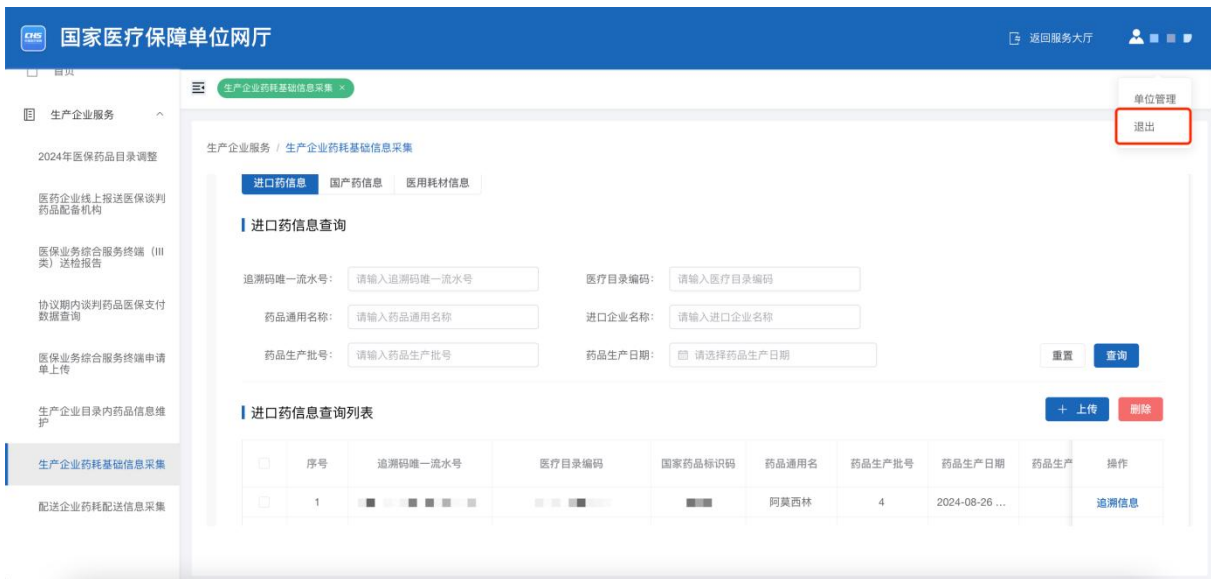 CHS
国家医疗保障单位网厅
返回服务大厅
首页
生产企业药耗基础信息采集 ×
单位管理
退出
生产企业服务
2024年医保药品目录调整
医药企业线上报送医保谈判
药品配备机构
医保业务综合服务终端（III
类）送检报告
协议期内谈判药品医保支付
数据查询
医保业务综合服务终端申请
单上传
生产企业目录内药品信息维
护
生产企业药耗基础信息采集
配送企业药耗配送信息采集
生产企业服务 / 生产企业药耗基础信息采集
进口药信息 国产药信息 医用耗材信息
进口药信息查询
追溯码唯一流水号： 请输入追溯码唯一流水号 医疗目录编码： 请输入医疗目录编码
药品通用名称： 请输入药品通用名称 进口企业名称： 请输入进口企业名称
药品生产批号： 请输入药品生产批号 药品生产日期： 请选择药品生产日期 重置 查询
进口药信息查询列表 + 上传 删除
序号 追溯码唯一流水号 医疗目录编码 国家药品标识码 药品通用名 药品生产批号 药品生产日期 药品生产 操作
1 阿莫西林 4 2024-08-26 ... 追溯信息